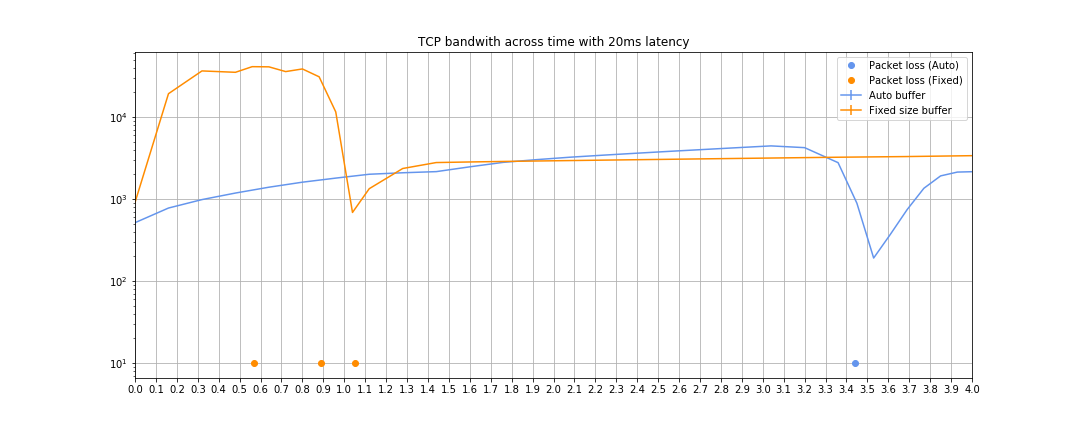 TCP bandwith across time with 20ms latency
Packet loss (Auto)
Packet loss (Fixed)
Auto buffer
Fixed size buffer
10⁴
10³
10²
10¹
0.0 0.1 0.2 0.3 0.4 0.5 0.6 0.7 0.8 0.9 1.0 1.1 1.2 1.3 1.4 1.5 1.6 1.7 1.8 1.9 2.0 2.1 2.2 2.3 2.4 2.5 2.6 2.7 2.8 2.9 3.0 3.1 3.2 3.3 3.4 3.5 3.6 3.7 3.8 3.9 4.0